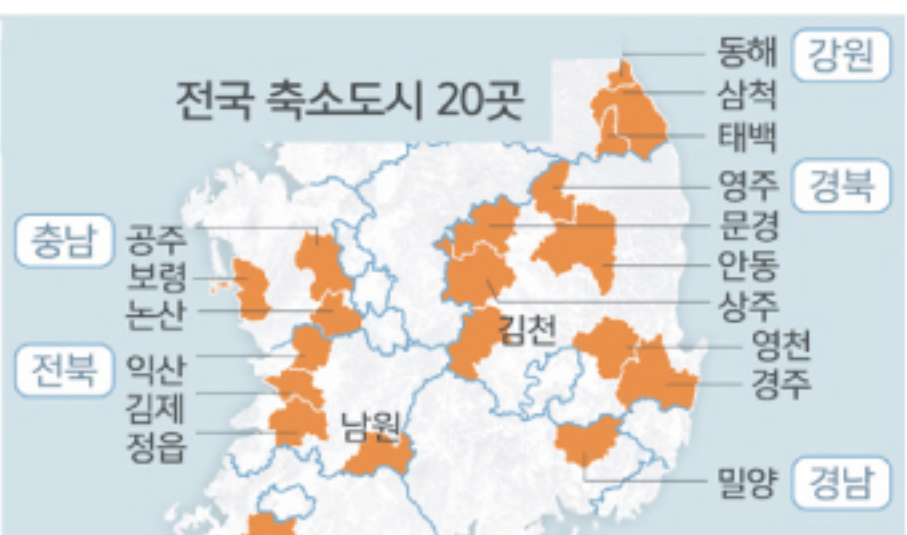 전국 축소도시 20곳
동해
강원
삼척
태백
영주
경북
문경
안동
상주
김천
영천
경주
밀양
경남
충남
공주
보령
논산
전북
익산
김제
정읍
남원